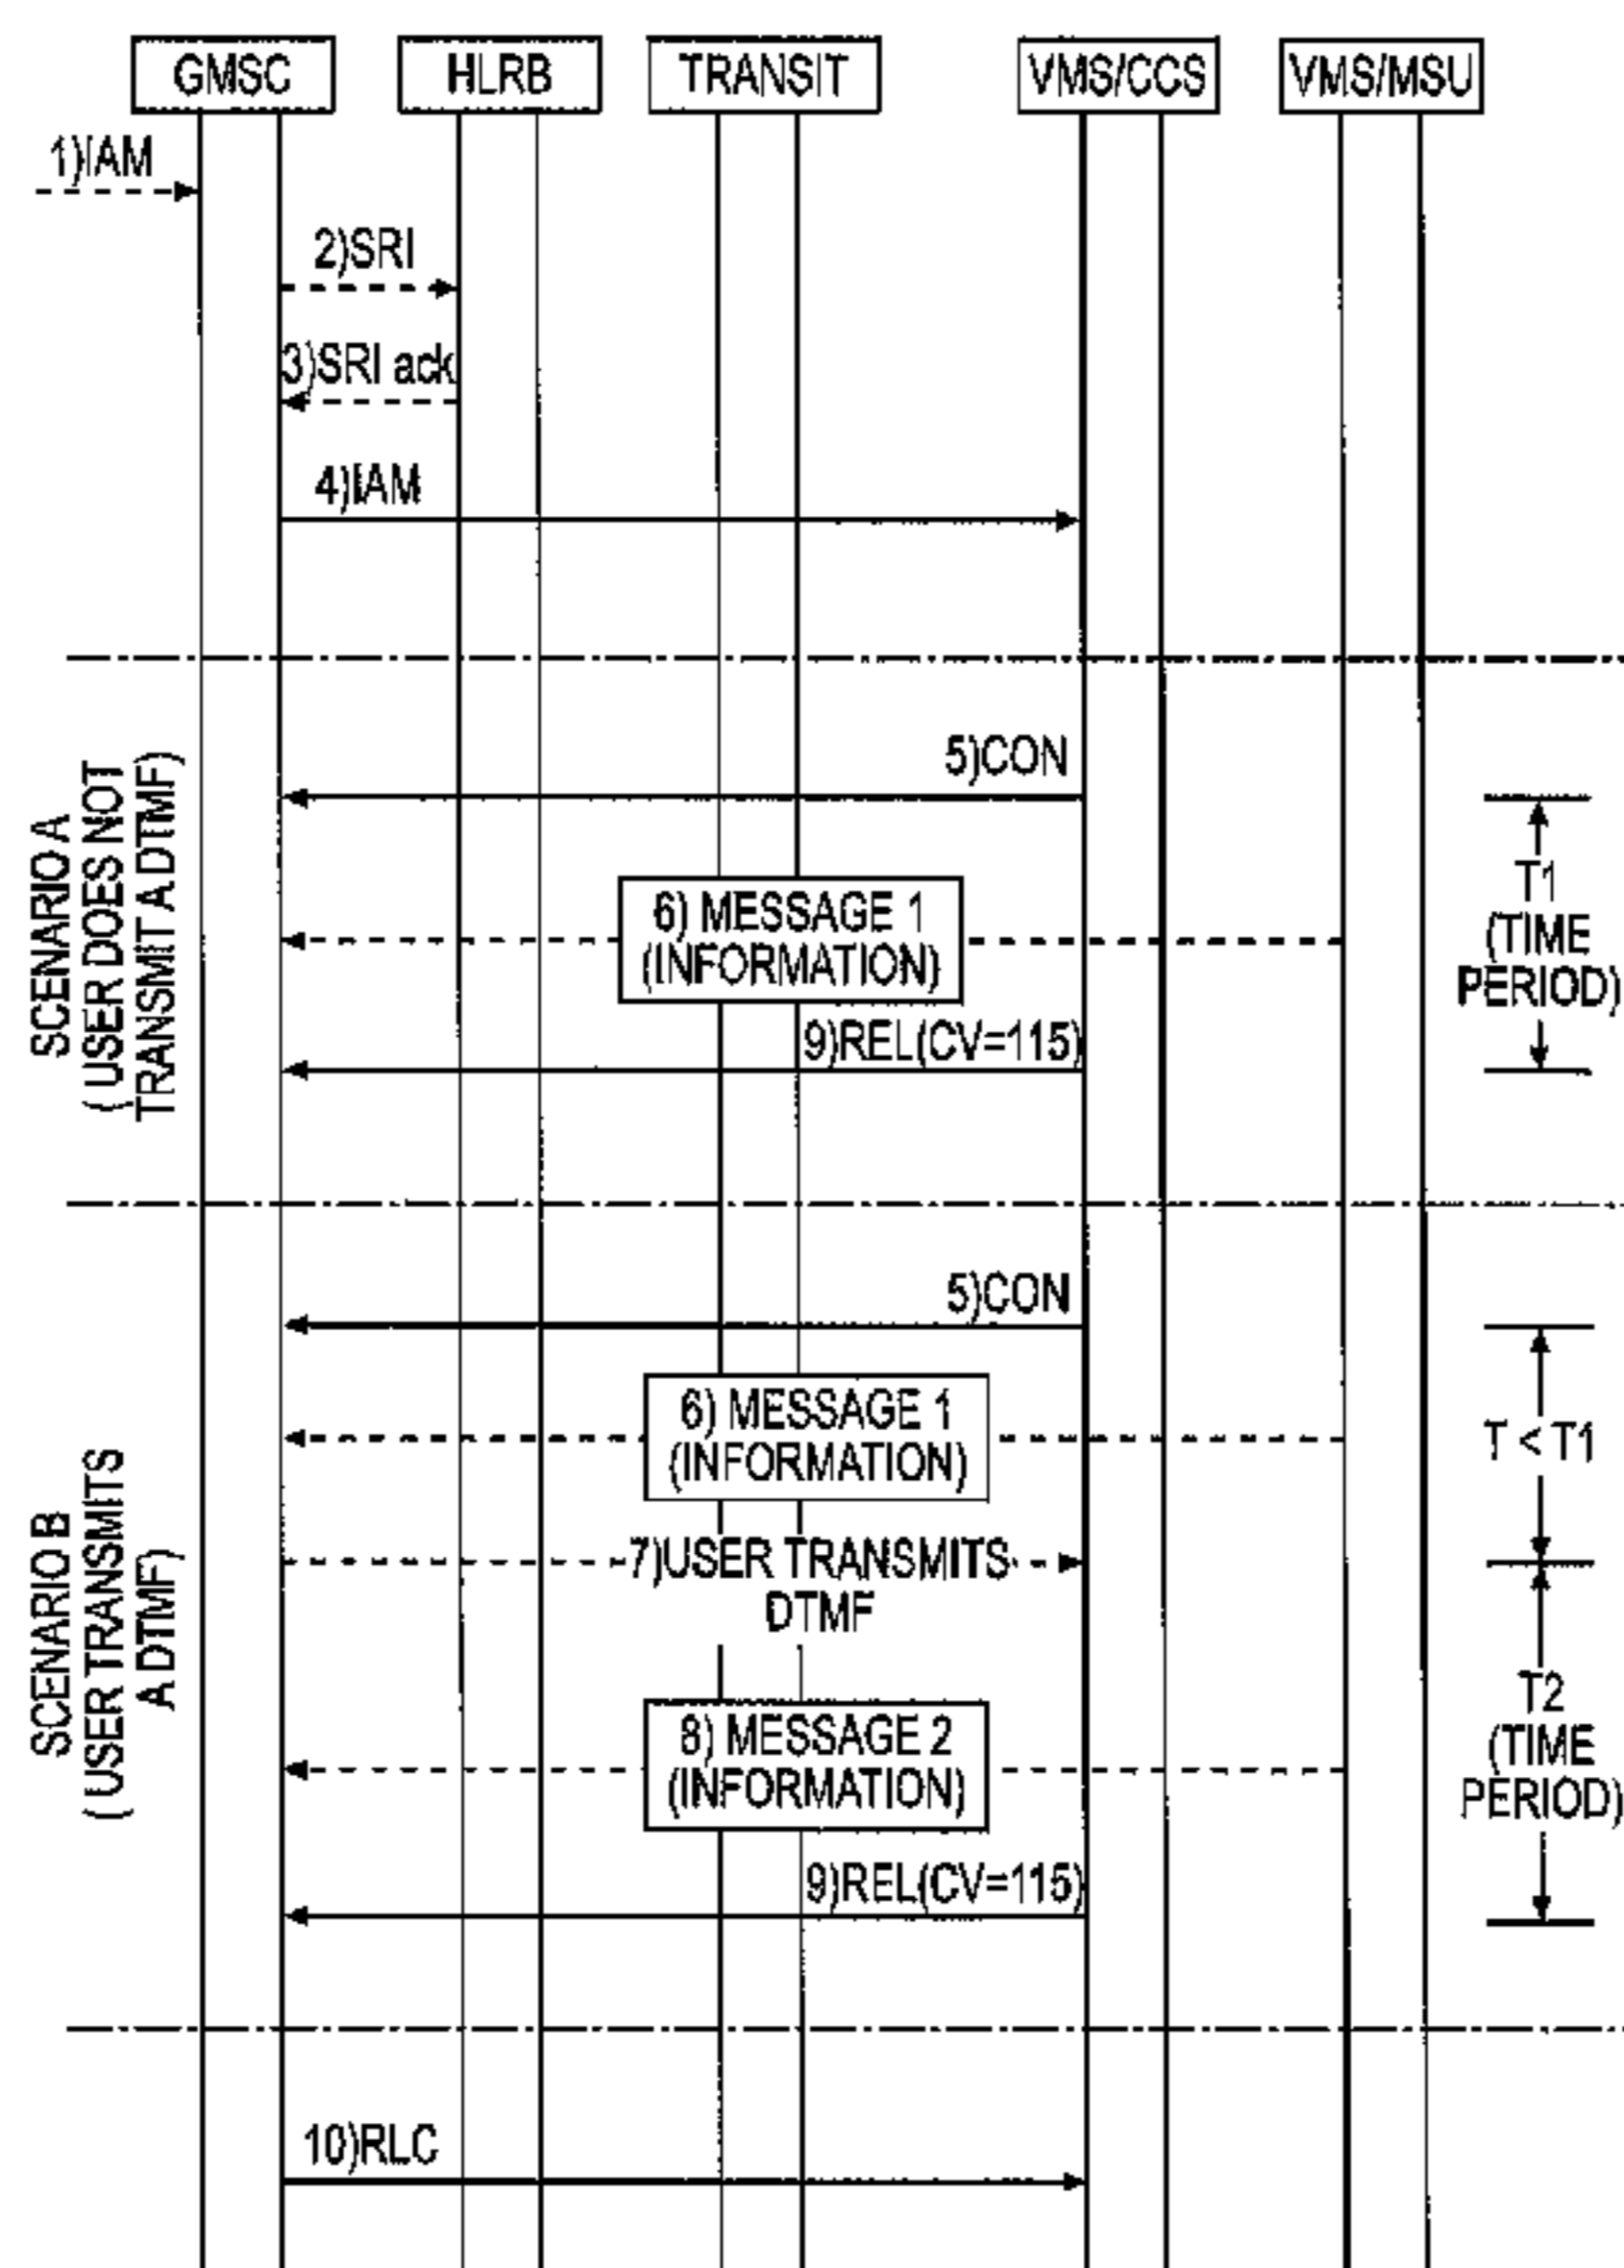 GMSC
HLRB
TRANSIT
VMS/CCS
VMS/MSU
1)IAM
2)SRI
3)SRI ack
4)IAM
SCENARIO A
( USER DOES NOT
TRANSMIT A DTMF)
5)CON
6) MESSAGE 1
(INFORMATION)
9)REL(CV=115)
T1
(TIME
PERIOD)
SCENARIO B
( USER TRANSMITS
A DTMF)
5)CON
6) MESSAGE 1
(INFORMATION)
T < T1
7)USER TRANSMITS
DTMF
8) MESSAGE 2
(INFORMATION)
T2
(TIME
PERIOD)
9)REL(CV=115)
10)RLC